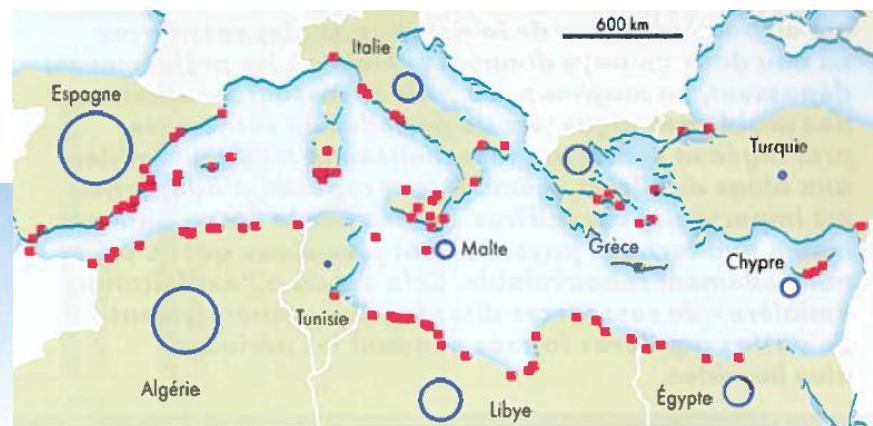 600 km
Italie
Espagne
Turquie
Malte
Grèce
Chypre
Tunisie
Algérie
Libye
Égypte